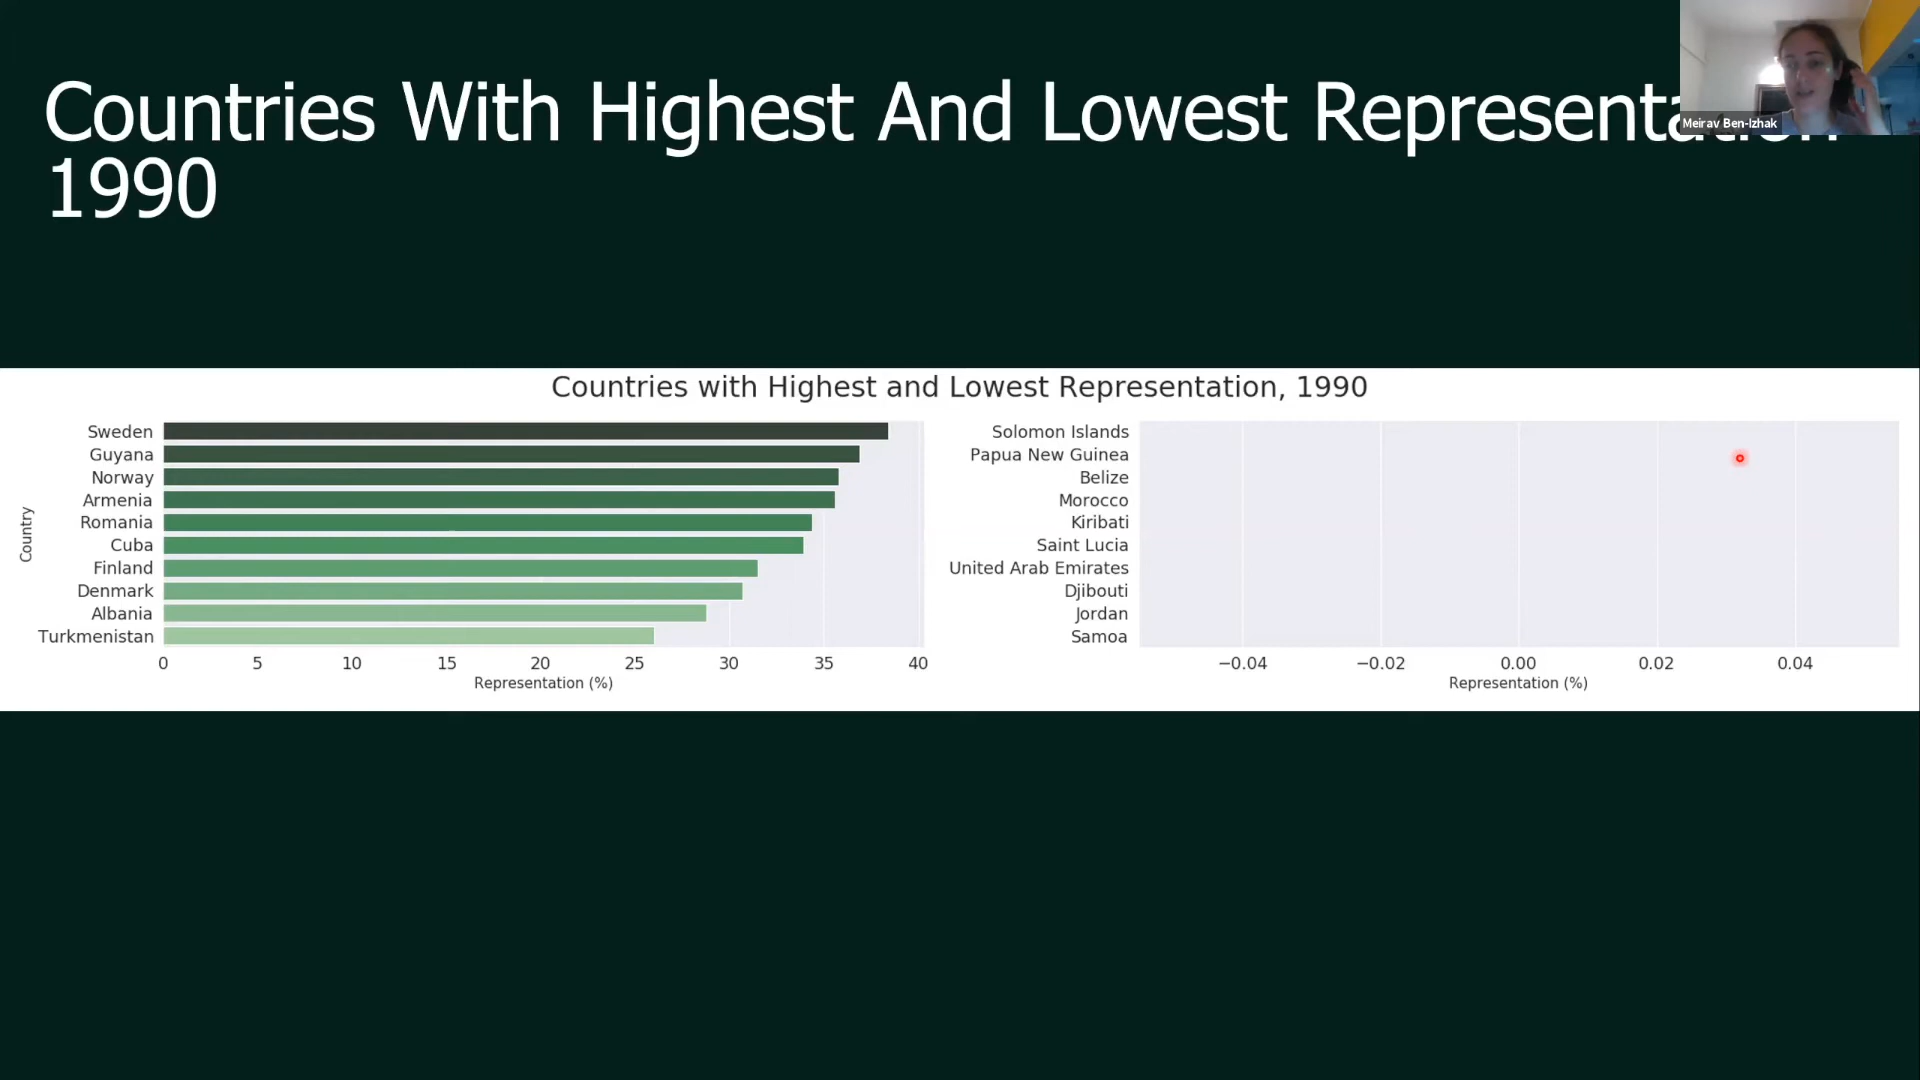 Countries With Highest And Lowest Representation
1990
Meirav Ben-Izhak
Countries with Highest and Lowest Representation, 1990
Country
Sweden
Guyana
Norway
Armenia
Romania
Cuba
Finland
Denmark
Albania
Turkmenistan
0 5 10 15 20 25 30 35 40
Representation (%)
Solomon Islands
Papua New Guinea
Belize
Morocco
Kiribati
Saint Lucia
United Arab Emirates
Djibouti
Jordan
Samoa
−0.04 −0.02 0.00 0.02 0.04
Representation (%)